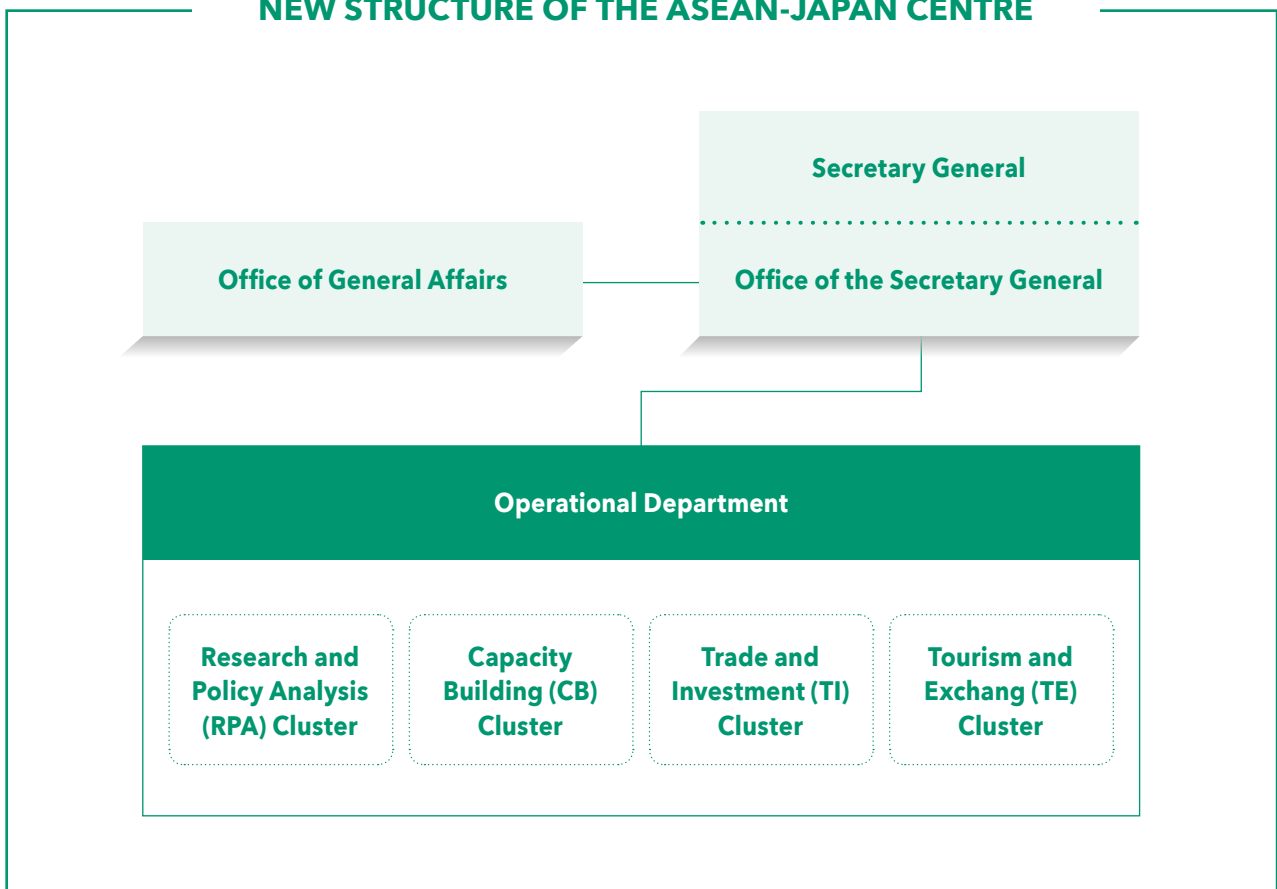 NEW STRUCTURE OF THE ASEAN-JAPAN CENTRE
Secretary General
Office of General Affairs
Office of the Secretary General
Operational Department
Research and
Policy Analysis
(RPA) Cluster
Capacity
Building (CB)
Cluster
Trade and
Investment (TI)
Cluster
Tourism and
Exchang (TE)
Cluster